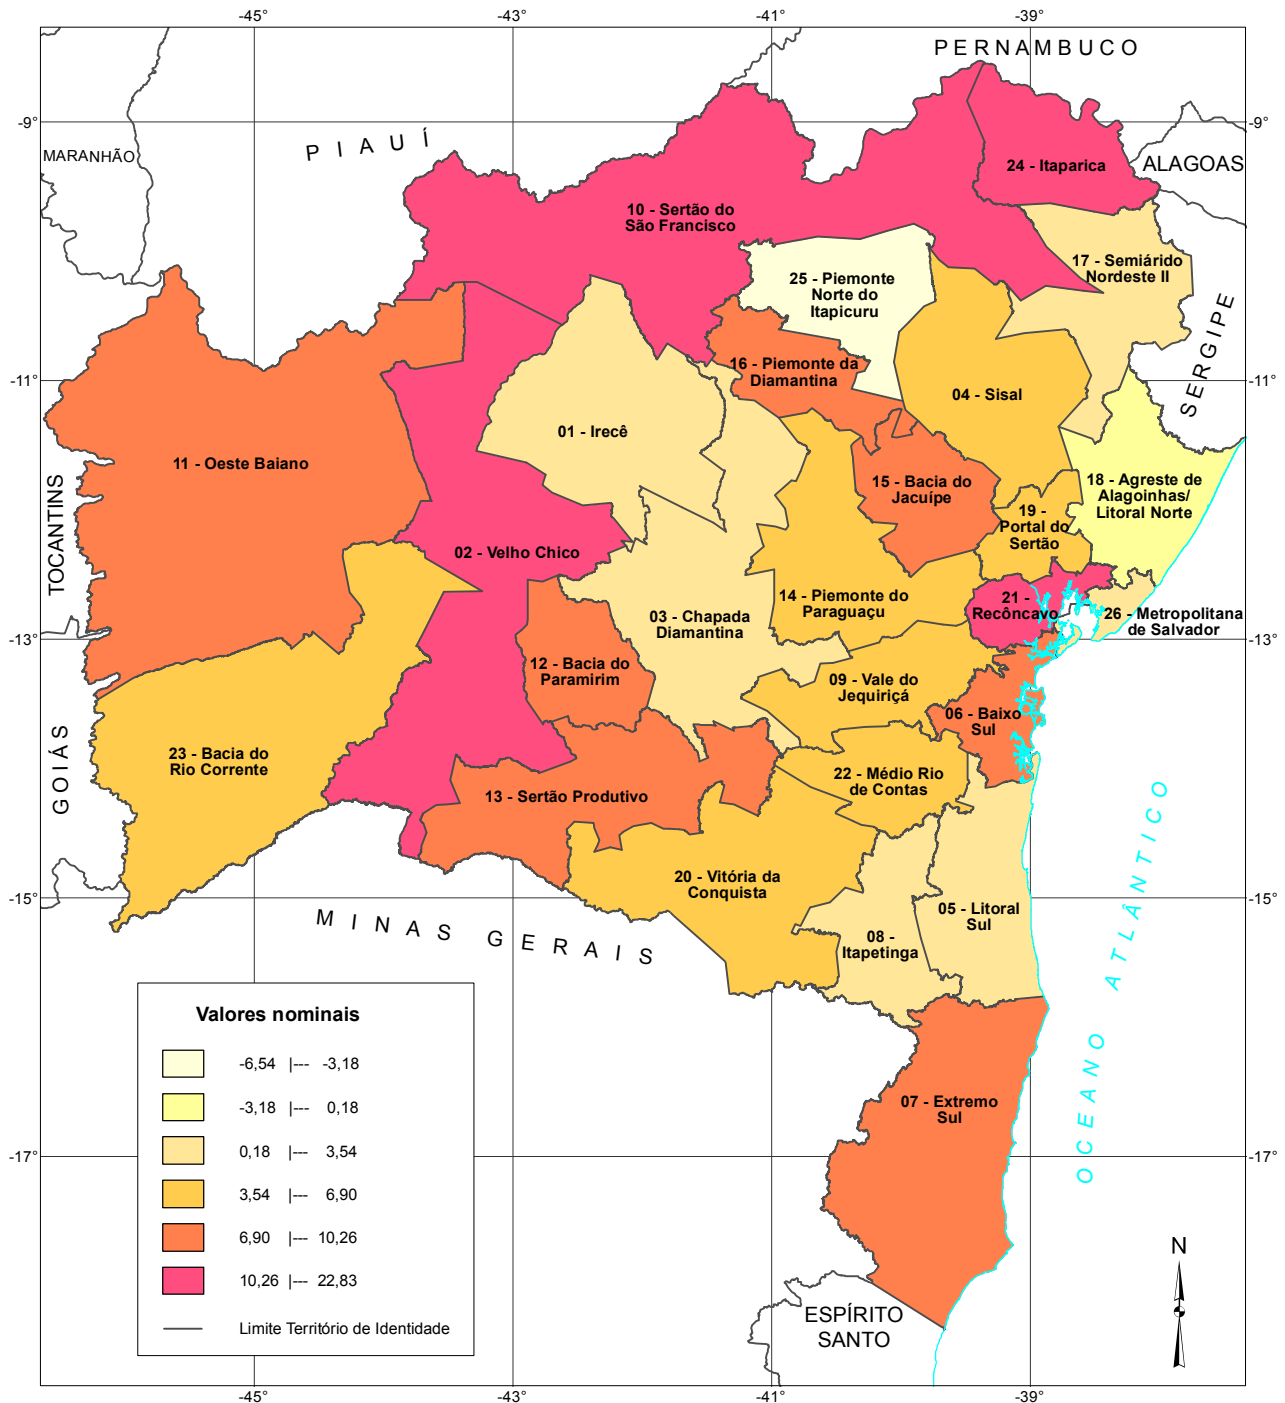 -45°
-43°
-41°
-39°
PERNAMBUCO
-9°
-9°
PIAUÍ
MARANHÃO
ALAGOAS
24 - Itaparica
10 - Sertão do
São Francisco
17 - Semiárido
Nordeste II
25 - Piemonte
Norte do
Itapicuru
SERGIPE
16 - Piemonte da
Diamantina
-11°
-11°
04 - Sisal
01 - Irecê
11 - Oeste Baiano
15 - Bacia do
Jacuípe
18 - Agreste de
Alagoinhas/
Litoral Norte
19 -
Portal do
Sertão
TOCANTINS
02 - Velho Chico
14 - Piemonte do
Paraguaçu
21 -
Recôncavo
03 - Chapada
Diamantina
26 - Metropolitana
de Salvador
-13°
-13°
12 - Bacia do
Paramirim
09 - Vale do
Jequiriçá
06 - Baixo
Sul
GOIÁS
23 - Bacia do
Rio Corrente
22 - Médio Rio
de Contas
13 - Sertão Produtivo
20 - Vitória da
Conquista
-15°
-15°
05 - Litoral
Sul
08 -
Itapetinga
MINAS GERAIS
OCEANO ATLÂNTICO
07 - Extremo
Sul
-17°
-17°
Valores nominais
-6,54 |--- -3,18
-3,18 |--- 0,18
0,18 |--- 3,54
3,54 |--- 6,90
6,90 |--- 10,26
10,26 |--- 22,83
Limite Território de Identidade
N
ESPÍRITO
SANTO
-45°
-43°
-41°
-39°